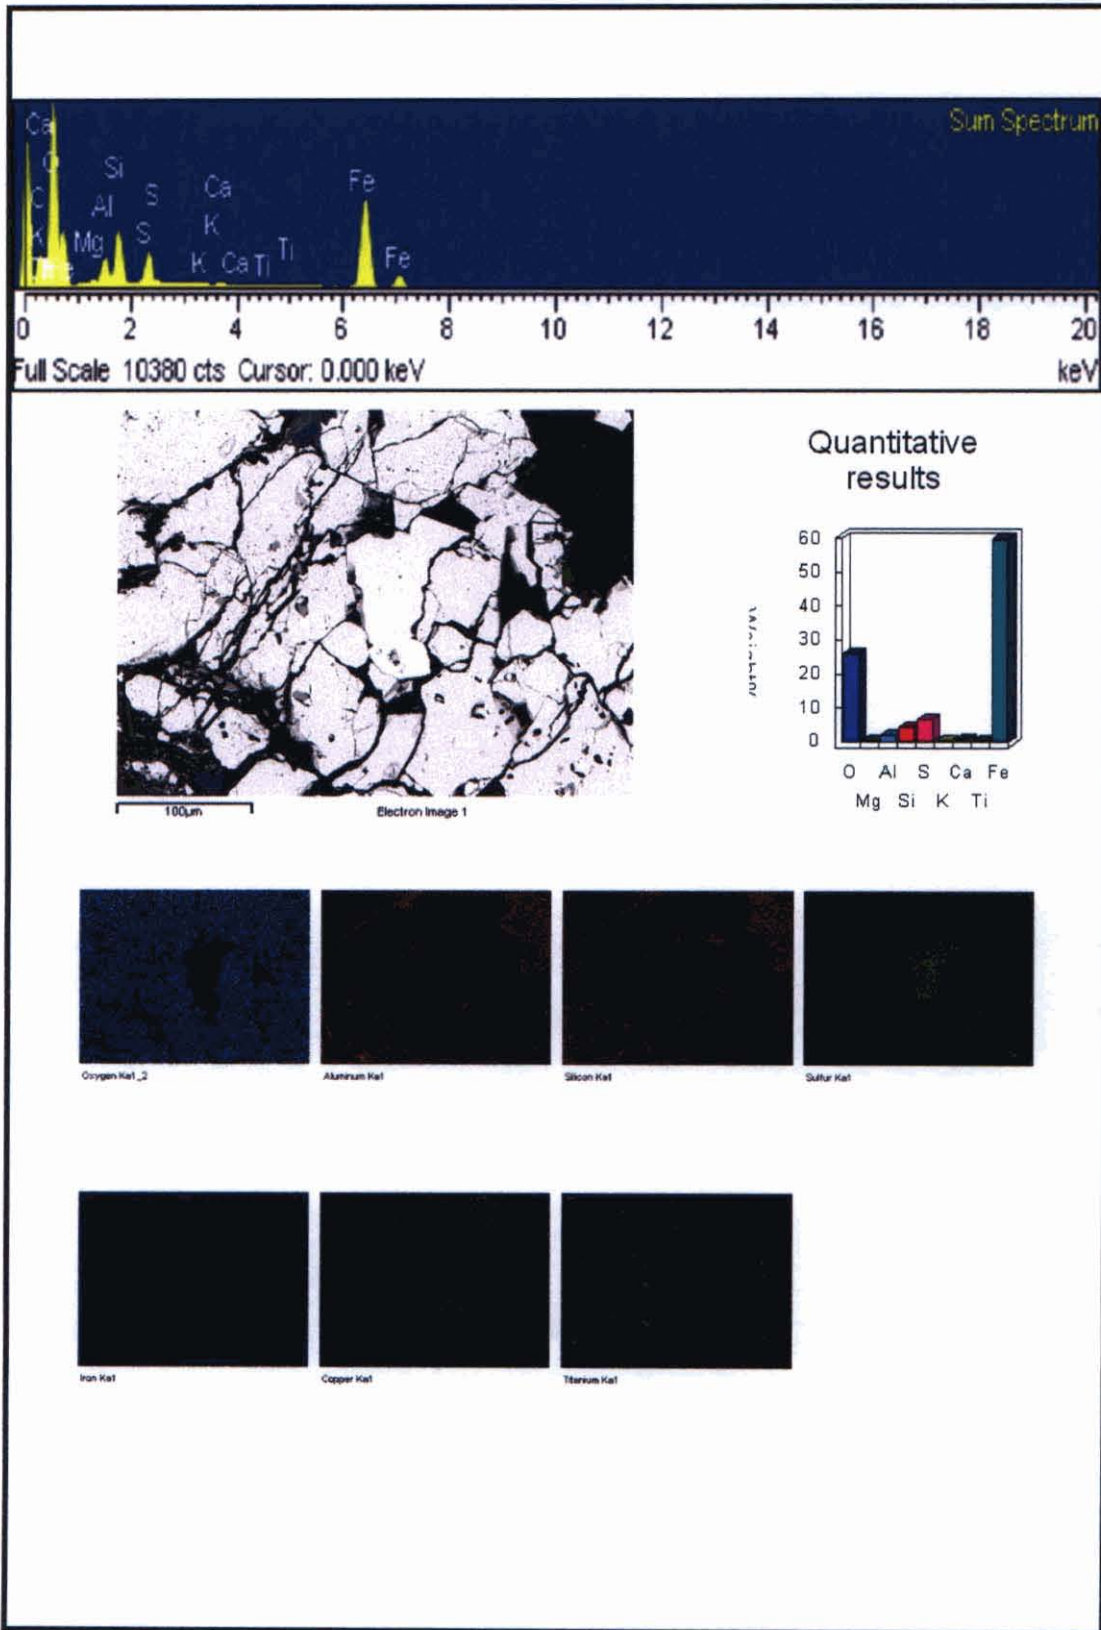 Sum Spectrum
Ca
O
Si
C
Al
S
Ca
Fe
K
Mg
S
K
K
Ca
Ti
Ti
Fe
0 2 4 6 8 10 12 14 16 18 20
Full Scale 10380 cts Cursor: 0.000 keV keV
100µm
Electron Image 1
Quantitative
results
60
50
40
30
20
10
0
O Al S Ca Fe
Mg Si K Ti
Oxygen Ka1_2
Aluminum Ka1
Silicon Ka1
Sulfur Ka1
Iron Ka1
Copper Ka1
Titanium Ka1